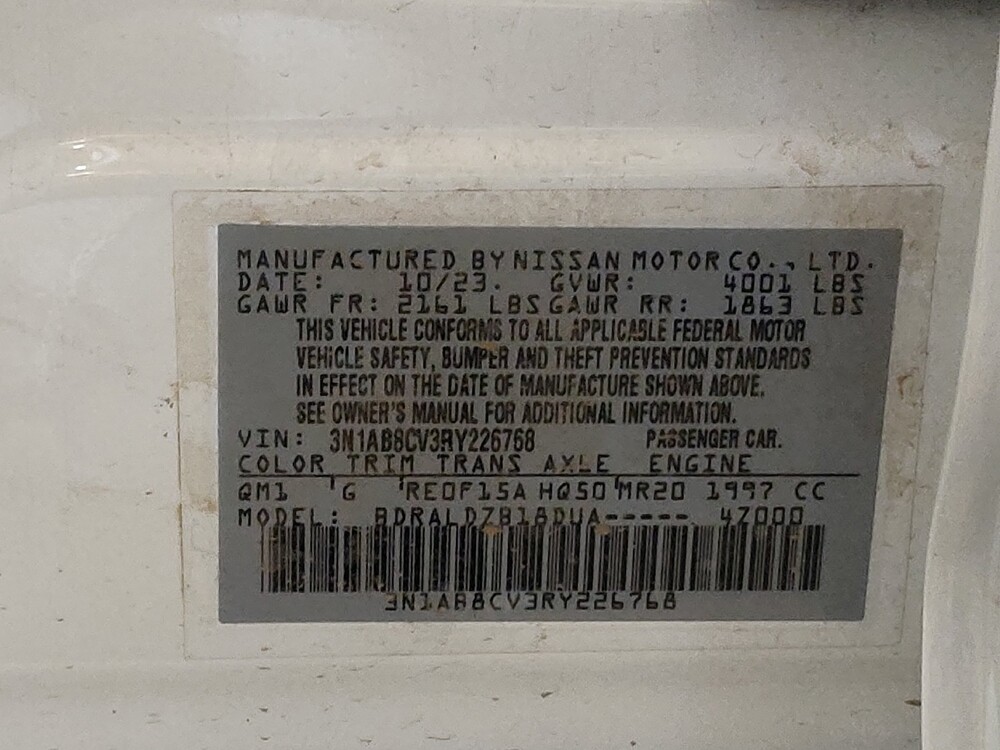 MANUFACTURED BY NISSAN MOTOR CO., LTD.
DATE: 10/23. GVWR: 4001 LBS
GAWR FR: 2161 LBS GAWR RR: 1863 LBS
THIS VEHICLE CONFORMS TO ALL APPLICABLE FEDERAL MOTOR
VEHICLE SAFETY, BUMPER AND THEFT PREVENTION STANDARDS
IN EFFECT ON THE DATE OF MANUFACTURE SHOWN ABOVE.
SEE OWNER'S MANUAL FOR ADDITIONAL INFORMATION.
VIN: 3N1AB8CV3RY226768 PASSENGER CAR.
COLOR TRIM TRANS AXLE ENGINE
QM1 G RE0F15A HQ50 MR20 1997 CC
MODEL: BDRALDZB18DUA----- 47000
3N1AB8CV3RY226768